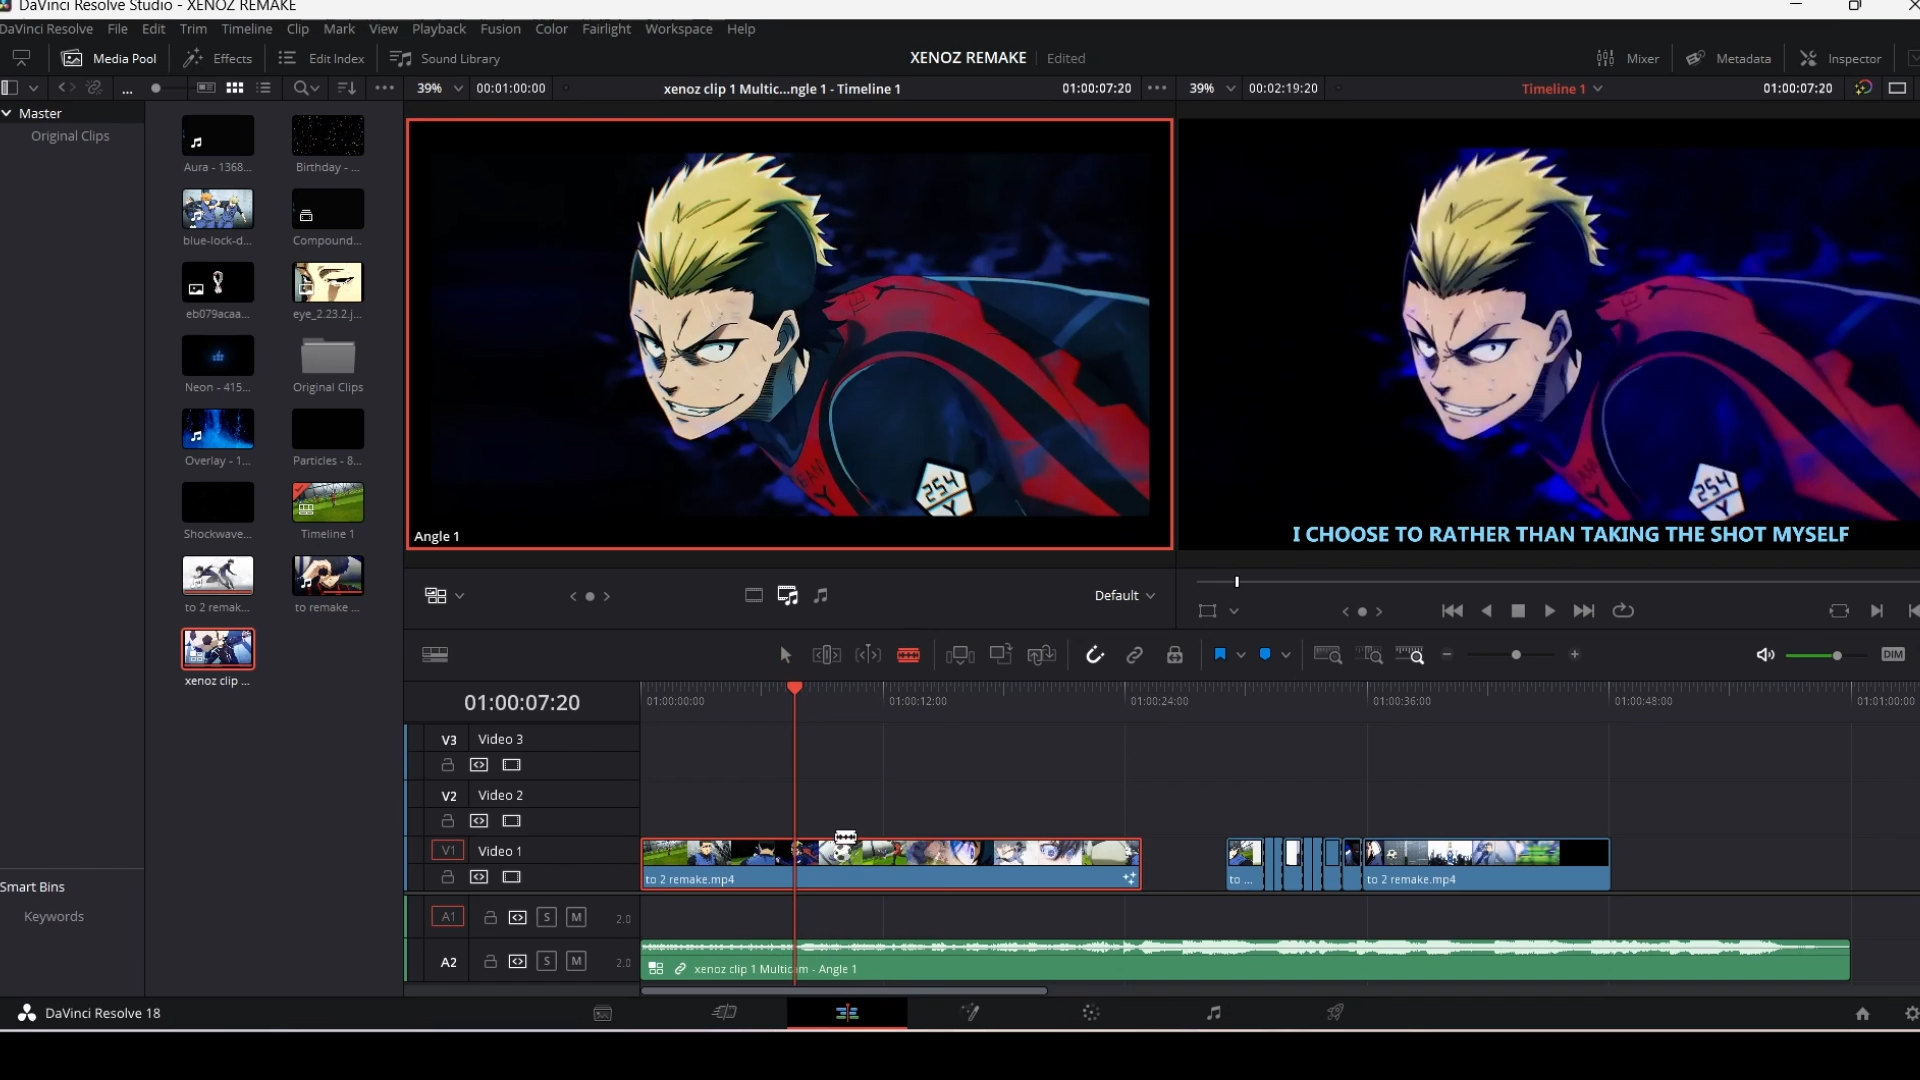 DaVinci Resolve Studio - XENOZ REMAKE
DaVinci Resolve File Edit Trim Timeline Clip Mark View Playback Fusion Color Fairlight Workspace Help
Media Pool Effects Edit Index Sound Library XENOZ REMAKE Edited Mixer Metadata Inspector
... 39% 00:01:00:00 xenoz clip 1 Multic...ngle 1 - Timeline 1 01:00:07:20 39% 00:02:19:20 Timeline 1 01:00:07:20
Master
Original Clips
Aura - 1368... Birthday - ...
blue-lock-d... Compound...
eb079acaa... eye_2.23.2.j...
Neon - 415... Original Clips
Overlay - 1... Particles - 8...
Shockwave... Timeline 1
to 2 remak... to remake ...
xenoz clip ...
254
Y
Angle 1
254
I CHOOSE TO RATHER THAN TAKING THE SHOT MYSELF
Default
DIM
01:00:07:20 01:00:00:00 01:00:12:00 01:00:24:00 01:00:36:00 01:00:48:00 01:01:00:00
V3 Video 3
V2 Video 2
V1 Video 1
to 2 remake.mp4 to ... to 2 remake.mp4
Smart Bins
Keywords
A1 S M 2.0
A2 S M 2.0
xenoz clip 1 Multicam - Angle 1
DaVinci Resolve 18